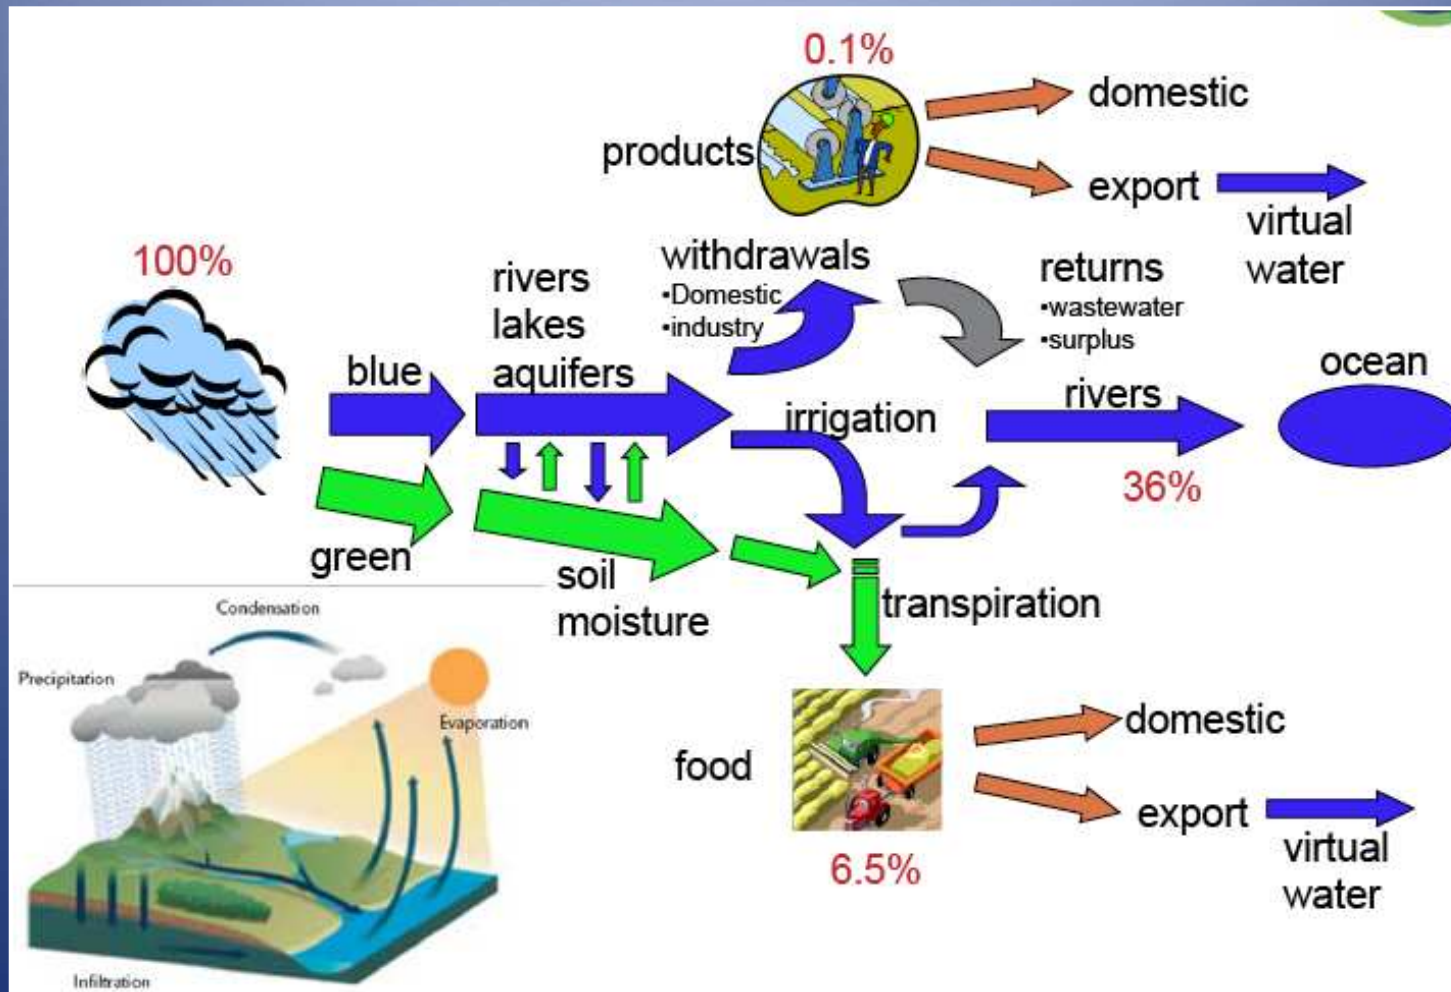 0.1%
domestic
products
export
virtual
water
100%
rivers
lakes
aquifers
withdrawals
•Domestic
•industry
returns
•wastewater
•surplus
ocean
blue
irrigation
rivers
36%
green
soil
moisture
transpiration
Condensation
Precipitation
Evaporation
Infiltration
food
domestic
export
6.5%
virtual
water